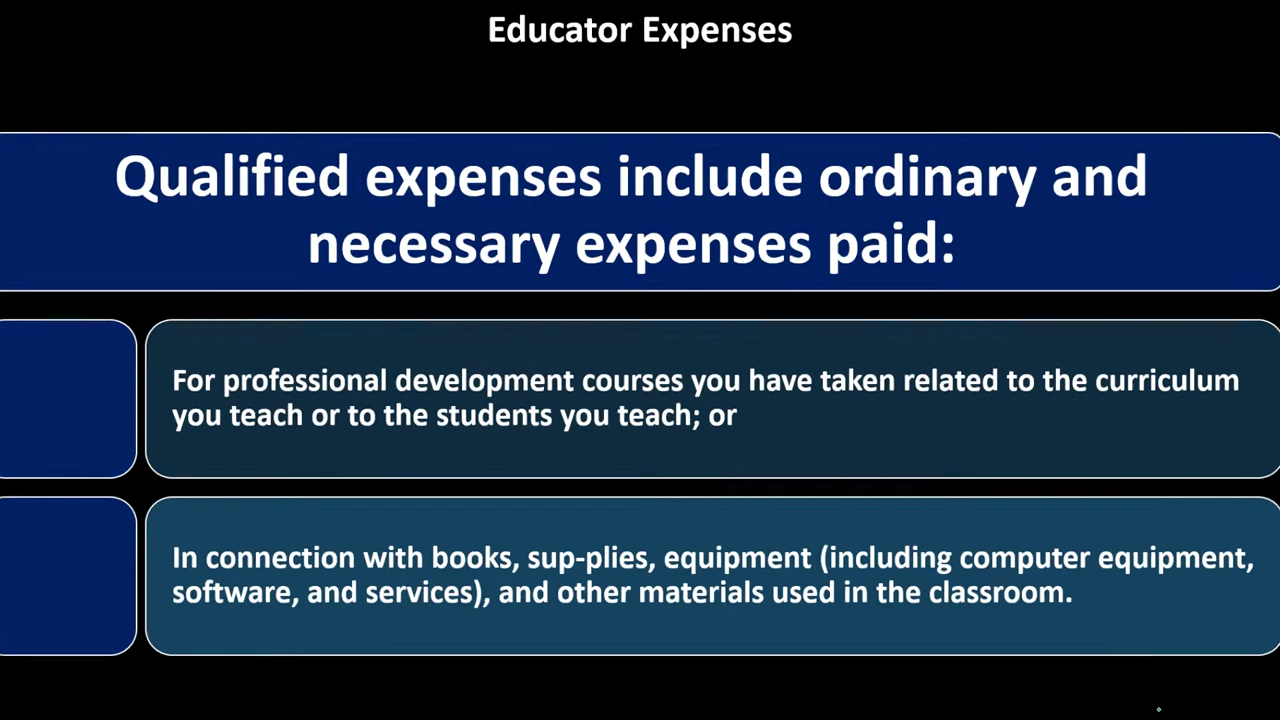 Educator Expenses
Qualified expenses include ordinary and
necessary expenses paid:
For professional development courses you have taken related to the curriculum
you teach or to the students you teach; or
In connection with books, sup-plies, equipment (including computer equipment,
software, and services), and other materials used in the classroom.